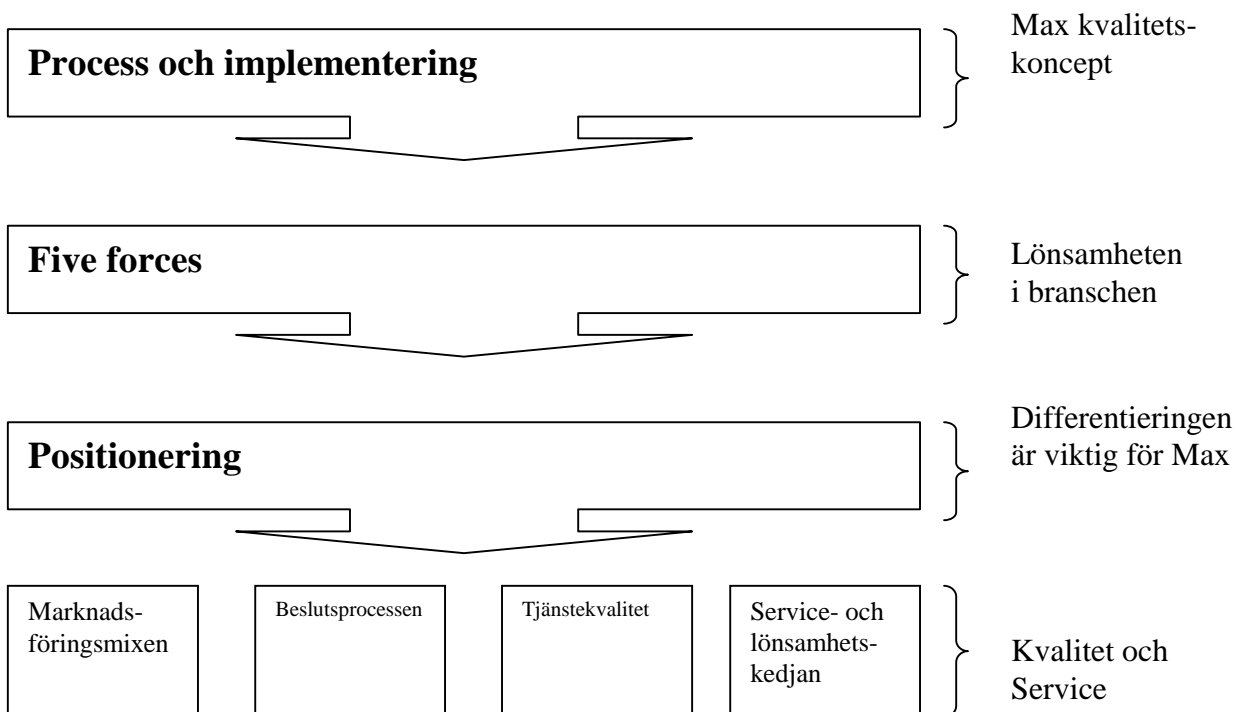 Process och implementering
Max kvalitets-
koncept
Five forces
Lönsamheten
i branschen
Positionering
Differentieringen
är viktig för Max
Marknads-
föringsmixen
Beslutsprocessen
Tjänstekvalitet
Service- och
lönsamhets-
kedjan
Kvalitet och
Service